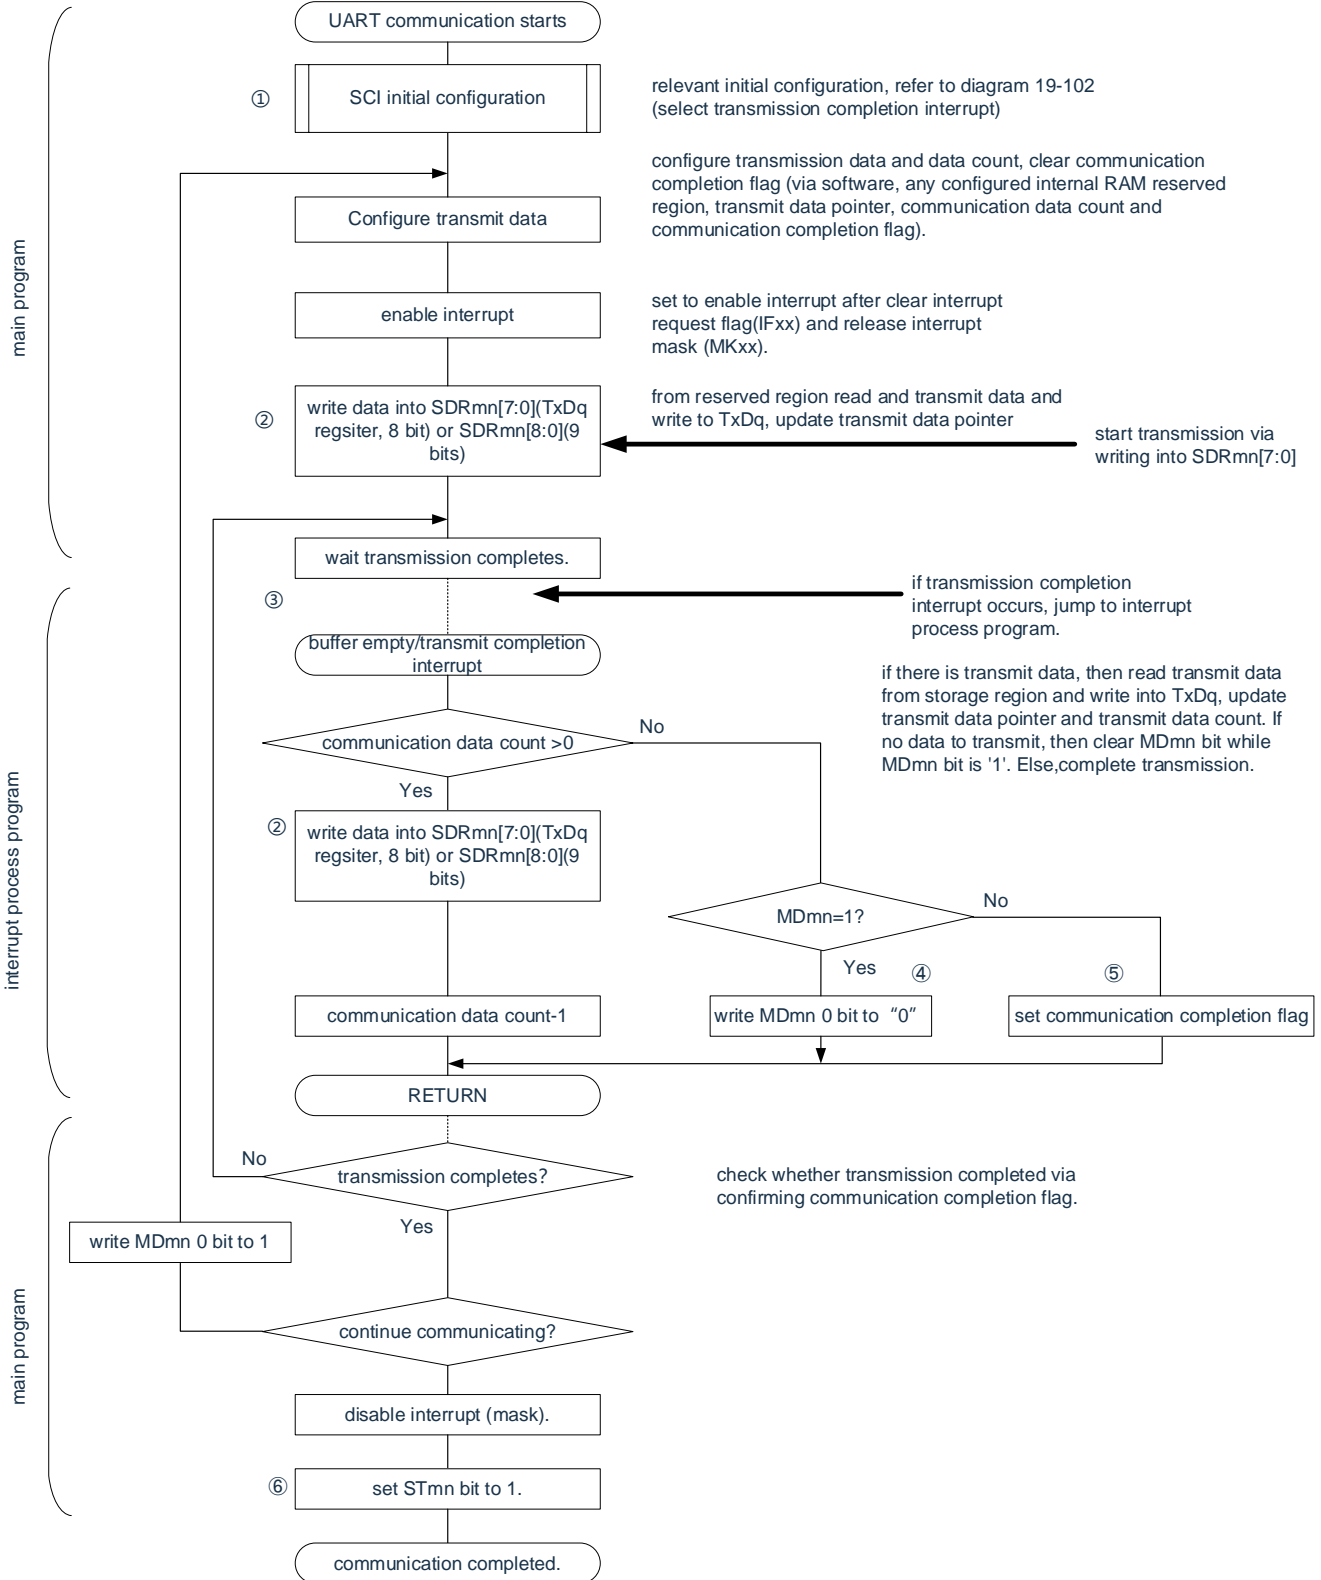 UART communication starts
①
SCI initial configuration
relevant initial configuration, refer to diagram 19-102
(select transmission completion interrupt)
configure transmission data and data count, clear communication
completion flag (via software, any configured internal RAM reserved
region, transmit data pointer, communication data count and
communication completion flag).
Configure transmit data
main program
enable interrupt
set to enable interrupt after clear interrupt
request flag(IFxx) and release interrupt
mask (MKxx).
②
write data into SDRmn[7:0](TxDq
regsiter, 8 bit) or SDRmn[8:0](9
bits)
from reserved region read and transmit data and
write to TxDq, update transmit data pointer
start transmission via
writing into SDRmn[7:0]
wait transmission completes.
③
if transmission completion
interrupt occurs, jump to interrupt
process program.
buffer empty/transmit completion
interrupt
if there is transmit data, then read transmit data
from storage region and write into TxDq, update
transmit data pointer and transmit data count. If
no data to transmit, then clear MDmn bit while
MDmn bit is '1'. Else,complete transmission.
communication data count >0
No
Yes
interrupt process program
②
write data into SDRmn[7:0](TxDq
regsiter, 8 bit) or SDRmn[8:0](9
bits)
MDmn=1?
No
Yes
④
⑤
communication data count-1
write MDmn 0 bit to “0”
set communication completion flag
RETURN
No
transmission completes?
check whether transmission completed via
confirming communication completion flag.
Yes
write MDmn 0 bit to 1
main program
continue communicating?
disable interrupt (mask).
⑥
set STmn bit to 1.
communication completed.